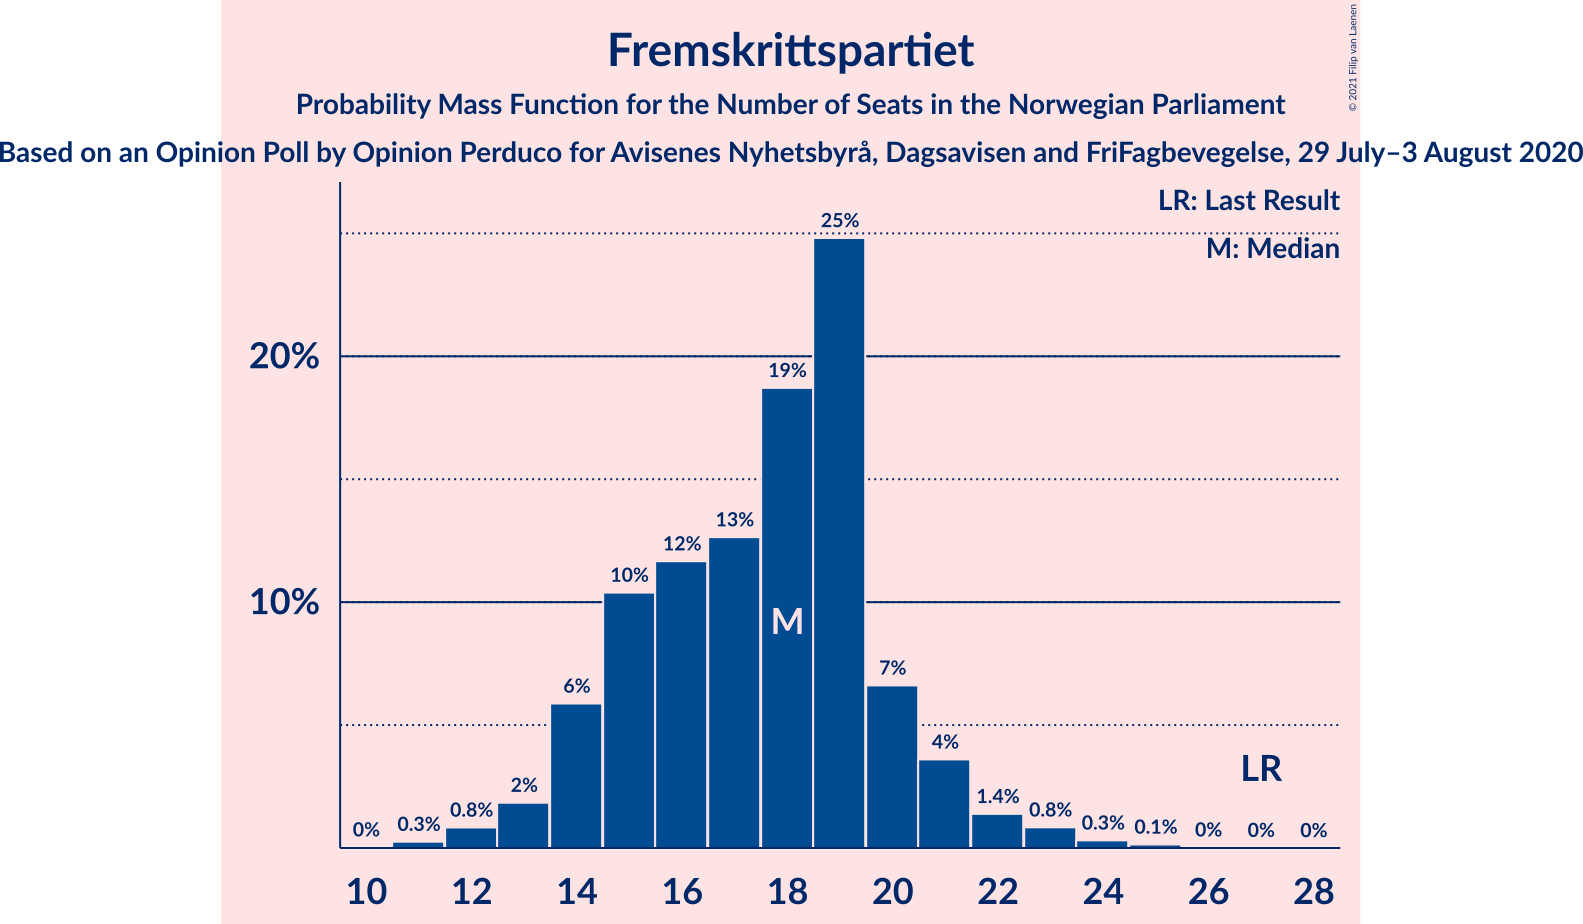 Fremskrittspartiet
Probability Mass Function for the Number of Seats in the Norwegian Parliament
Based on an Opinion Poll by Opinion Perduco for Avisenes Nyhetsbyrå, Dagsavisen and FriFagbevegelse, 29 July–3 August 2020
© 2021 Filip van Laenen
LR: Last Result
M: Median
25%
20%
19%
13%
12%
10%
10%
M
7%
6%
4%
LR
2%
1.4%
0% 0.3% 0.8% 0.8% 0.3% 0.1% 0% 0% 0%
10 12 14 16 18 20 22 24 26 28